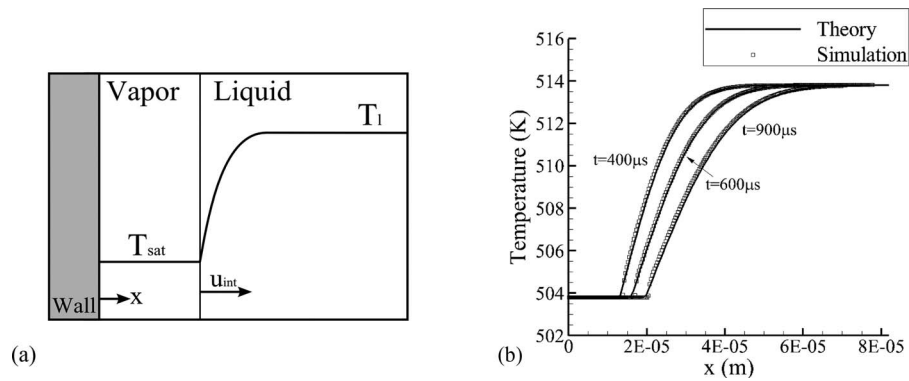 Vapor
Liquid
Tl
Tsat
uint
Wall
x
(a)
516
514
512
510
508
506
504
502
Temperature (K)
Theory
Simulation
t=400μs
t=900μs
t=600μs
0
2E-05
4E-05
6E-05
8E-05
x (m)
(b)